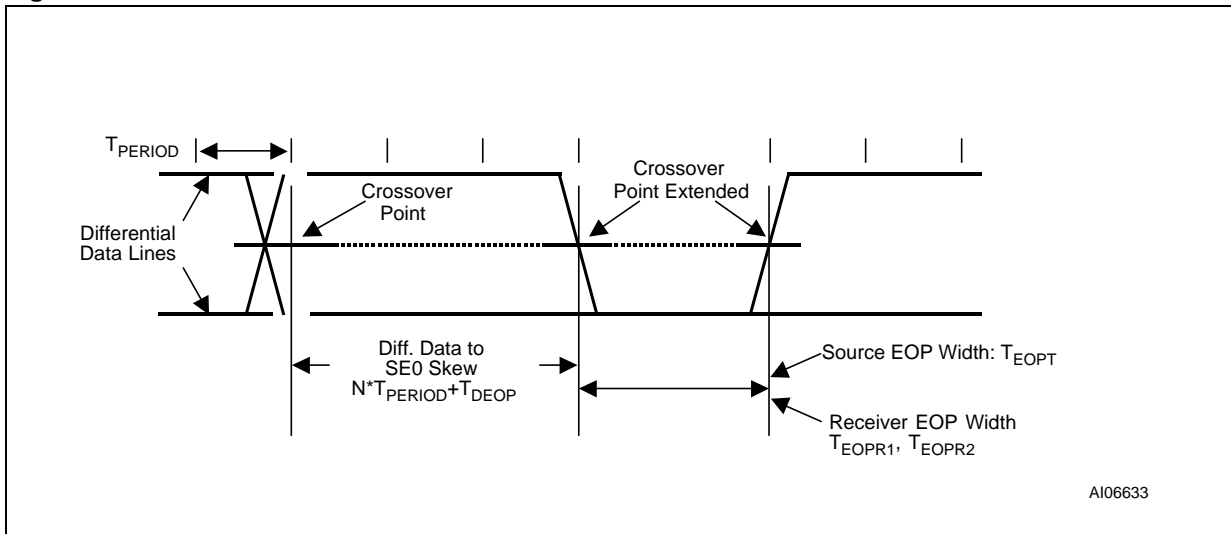 TPERIOD
Crossover
Point
Crossover
Point Extended
Differential
Data Lines
Diff. Data to
SE0 Skew
N*TPERIOD+TDEOP
Source EOP Width: TEOPT
Receiver EOP Width
TEOPR1, TEOPR2
AI06633